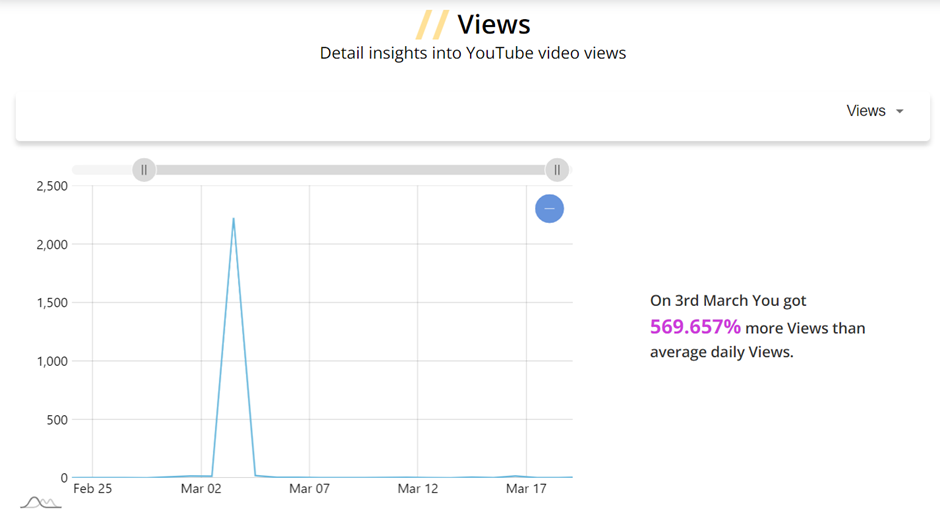 // Views
Detail insights into YouTube video views
Views
2,500
2,000
1,500
1,000
500
0
Feb 25 Mar 02 Mar 07 Mar 12 Mar 17
On 3rd March You got
569.657% more Views than
average daily Views.